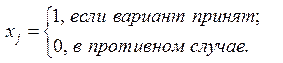 x_j = {1, если вариант принят;
0, в противном случае.